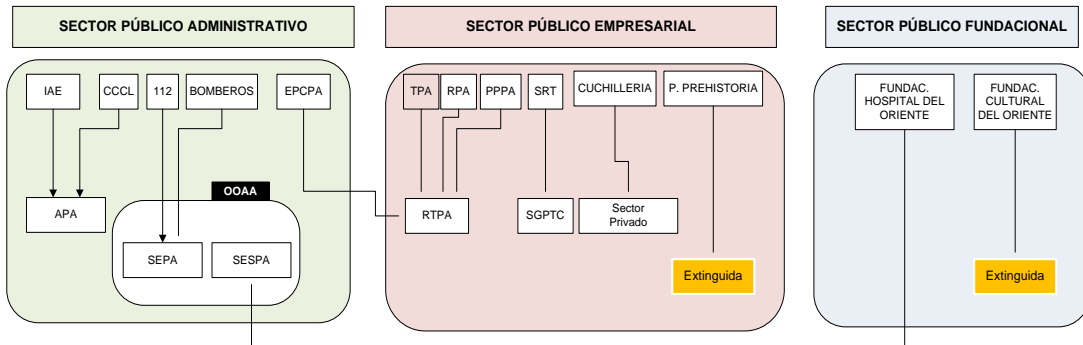 SECTOR PÚBLICO ADMINISTRATIVO
SECTOR PÚBLICO EMPRESARIAL
SECTOR PÚBLICO FUNDACIONAL
IAE
CCCL
112
BOMBEROS
EPCPA
APA
OOAA
SEPA
SESPA
TPA
RPA
PPPA
SRT
CUCHILLERIA
P. PREHISTORIA
RTPA
SGPTC
Sector
Privado
Extinguida
FUNDAC.
HOSPITAL DEL
ORIENTE
FUNDAC.
CULTURAL
DEL ORIENTE
Extinguida